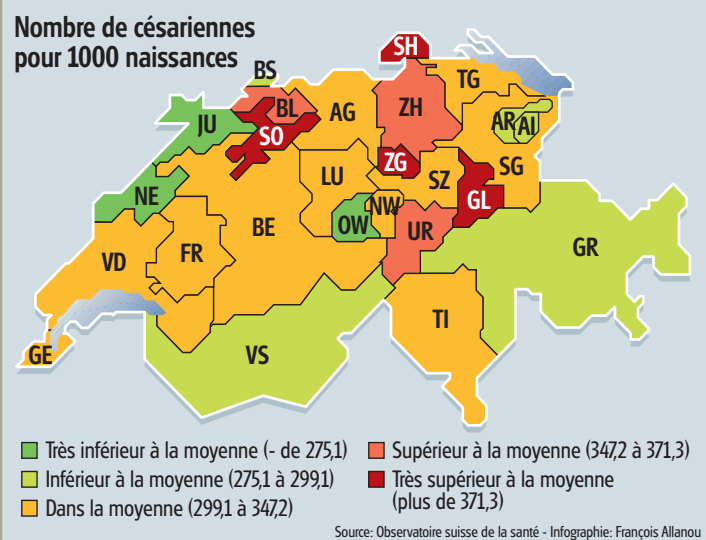 Nombre de césariennes
pour 1000 naissances
SH
BS
TG
BL
AG
ZH
JU
SO
AR
AI
ZG
LU
SZ
SG
NE
NW
GL
OW
BE
UR
GR
FR
VD
TI
GE
VS
Très inférieur à la moyenne (- de 275,1)
Inférieur à la moyenne (275,1 à 299,1)
Dans la moyenne (299,1 à 347,2)
Supérieur à la moyenne (347,2 à 371,3)
Très supérieur à la moyenne
(plus de 371,3)
Source: Observatoire suisse de la santé - Infographie: François Allanou